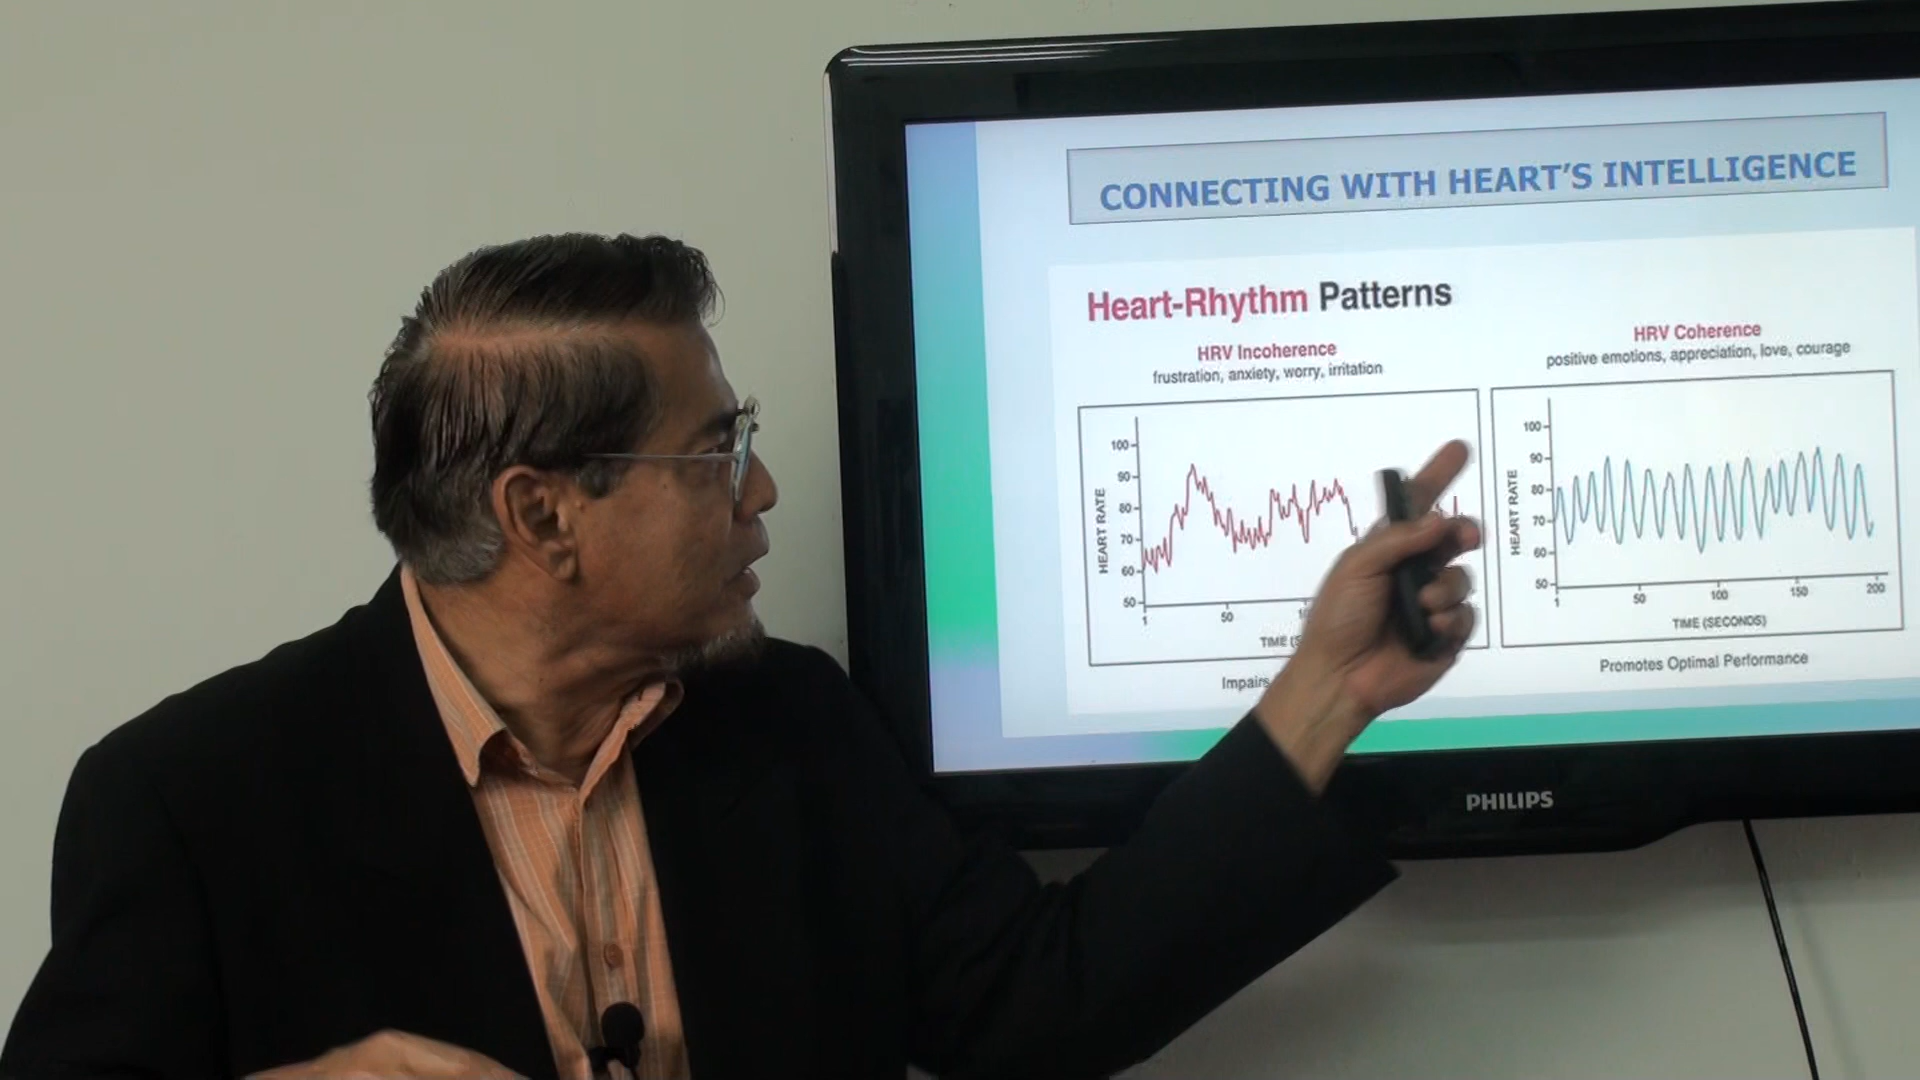 CONNECTING WITH HEART'S INTELLIGENCE
Heart-Rhythm Patterns
HRV Incoherence
frustration, anxiety, worry, irritation
HEART RATE
100
90
80
70
60
50
1
50
TIME
Impairs
HRV Coherence
positive emotions, appreciation, love, courage
HEART RATE
100
90
80
70
60
50
1
50
100
150
200
TIME (SECONDS)
Promotes Optimal Performance
PHILIPS